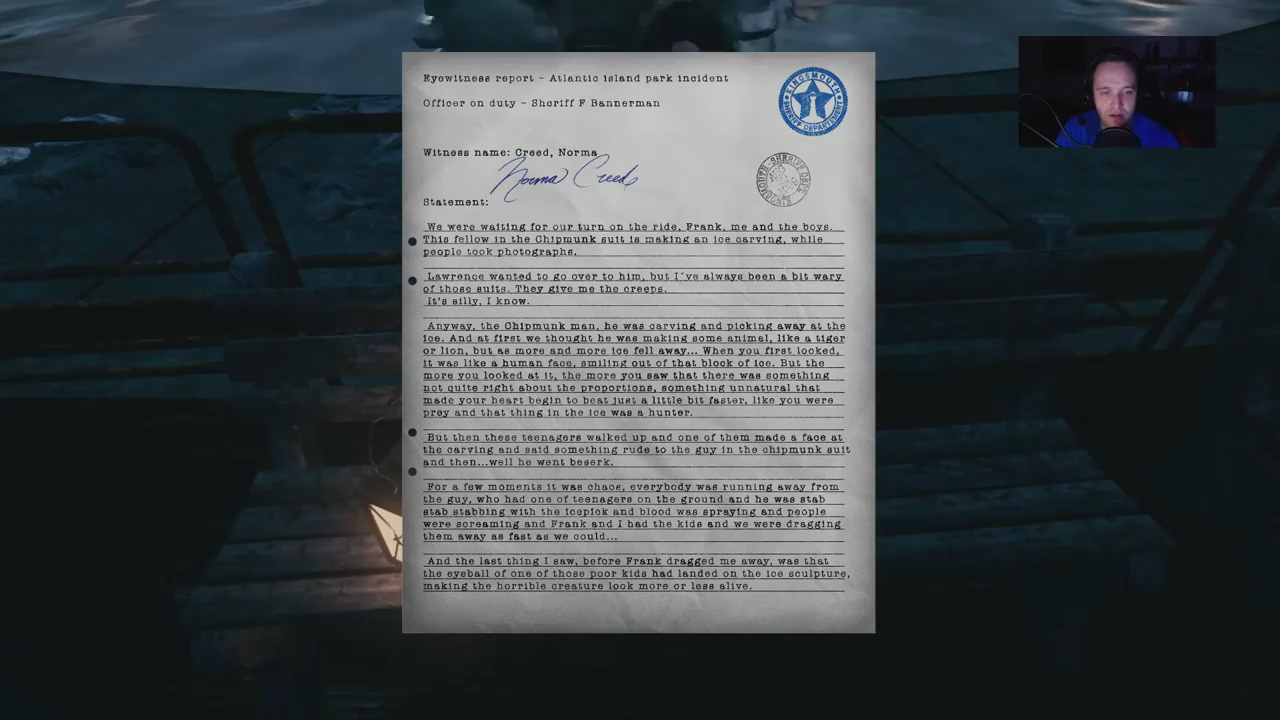 Eyewitness report - Atlantic island park incident
KINGSMOUTH
SHERIFF DEPARTMENT
Officer on duty - Sheriff F Bannerman
Witness name: Creed, Norma
Norma Creed
Statement:
We were waiting for our turn on the ride, Frank, me and the boys.
This fellow in the Chipmunk suit is making an ice carving, while
people took photographs.
Lawrence wanted to go over to him, but I've always been a bit wary
of those suits. They give me the creeps.
It's silly, I know.
Anyway, the Chipmunk man, he was carving and picking away at the
ice. And at first we thought he was making some animal, like a tiger
or lion, but as more and more ice fell away... When you first looked,
it was like a human face, smiling out of that block of ice. But the
more you looked at it, the more you saw that there was something
not quite right about the proportions, something unnatural that
made your heart begin to beat just a little bit faster, like you were
prey and that thing in the ice was a hunter.
But then these teenagers walked up and one of them made a face at
the carving and said something rude to the guy in the chipmunk suit
and then...well he went beserk.
For a few moments it was chaos, everybody was running away from
the guy, who had one of teenagers on the ground and he was stab
stab stabbing with the icepick and blood was spraying and people
were screaming and Frank and I had the kids and we were dragging
them away as fast as we could...
And the last thing I saw, before Frank dragged me away, was that
the eyeball of one of those poor kids had landed on the ice sculpture,
making the horrible creature look more or less alive.